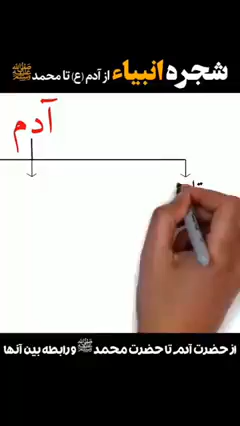 شجره انبیاء از آدم (ع) تا محمد ﷺ
آدم
از حضرت آدم تا حضرت محمد ﷺ و رابطه بین آنها